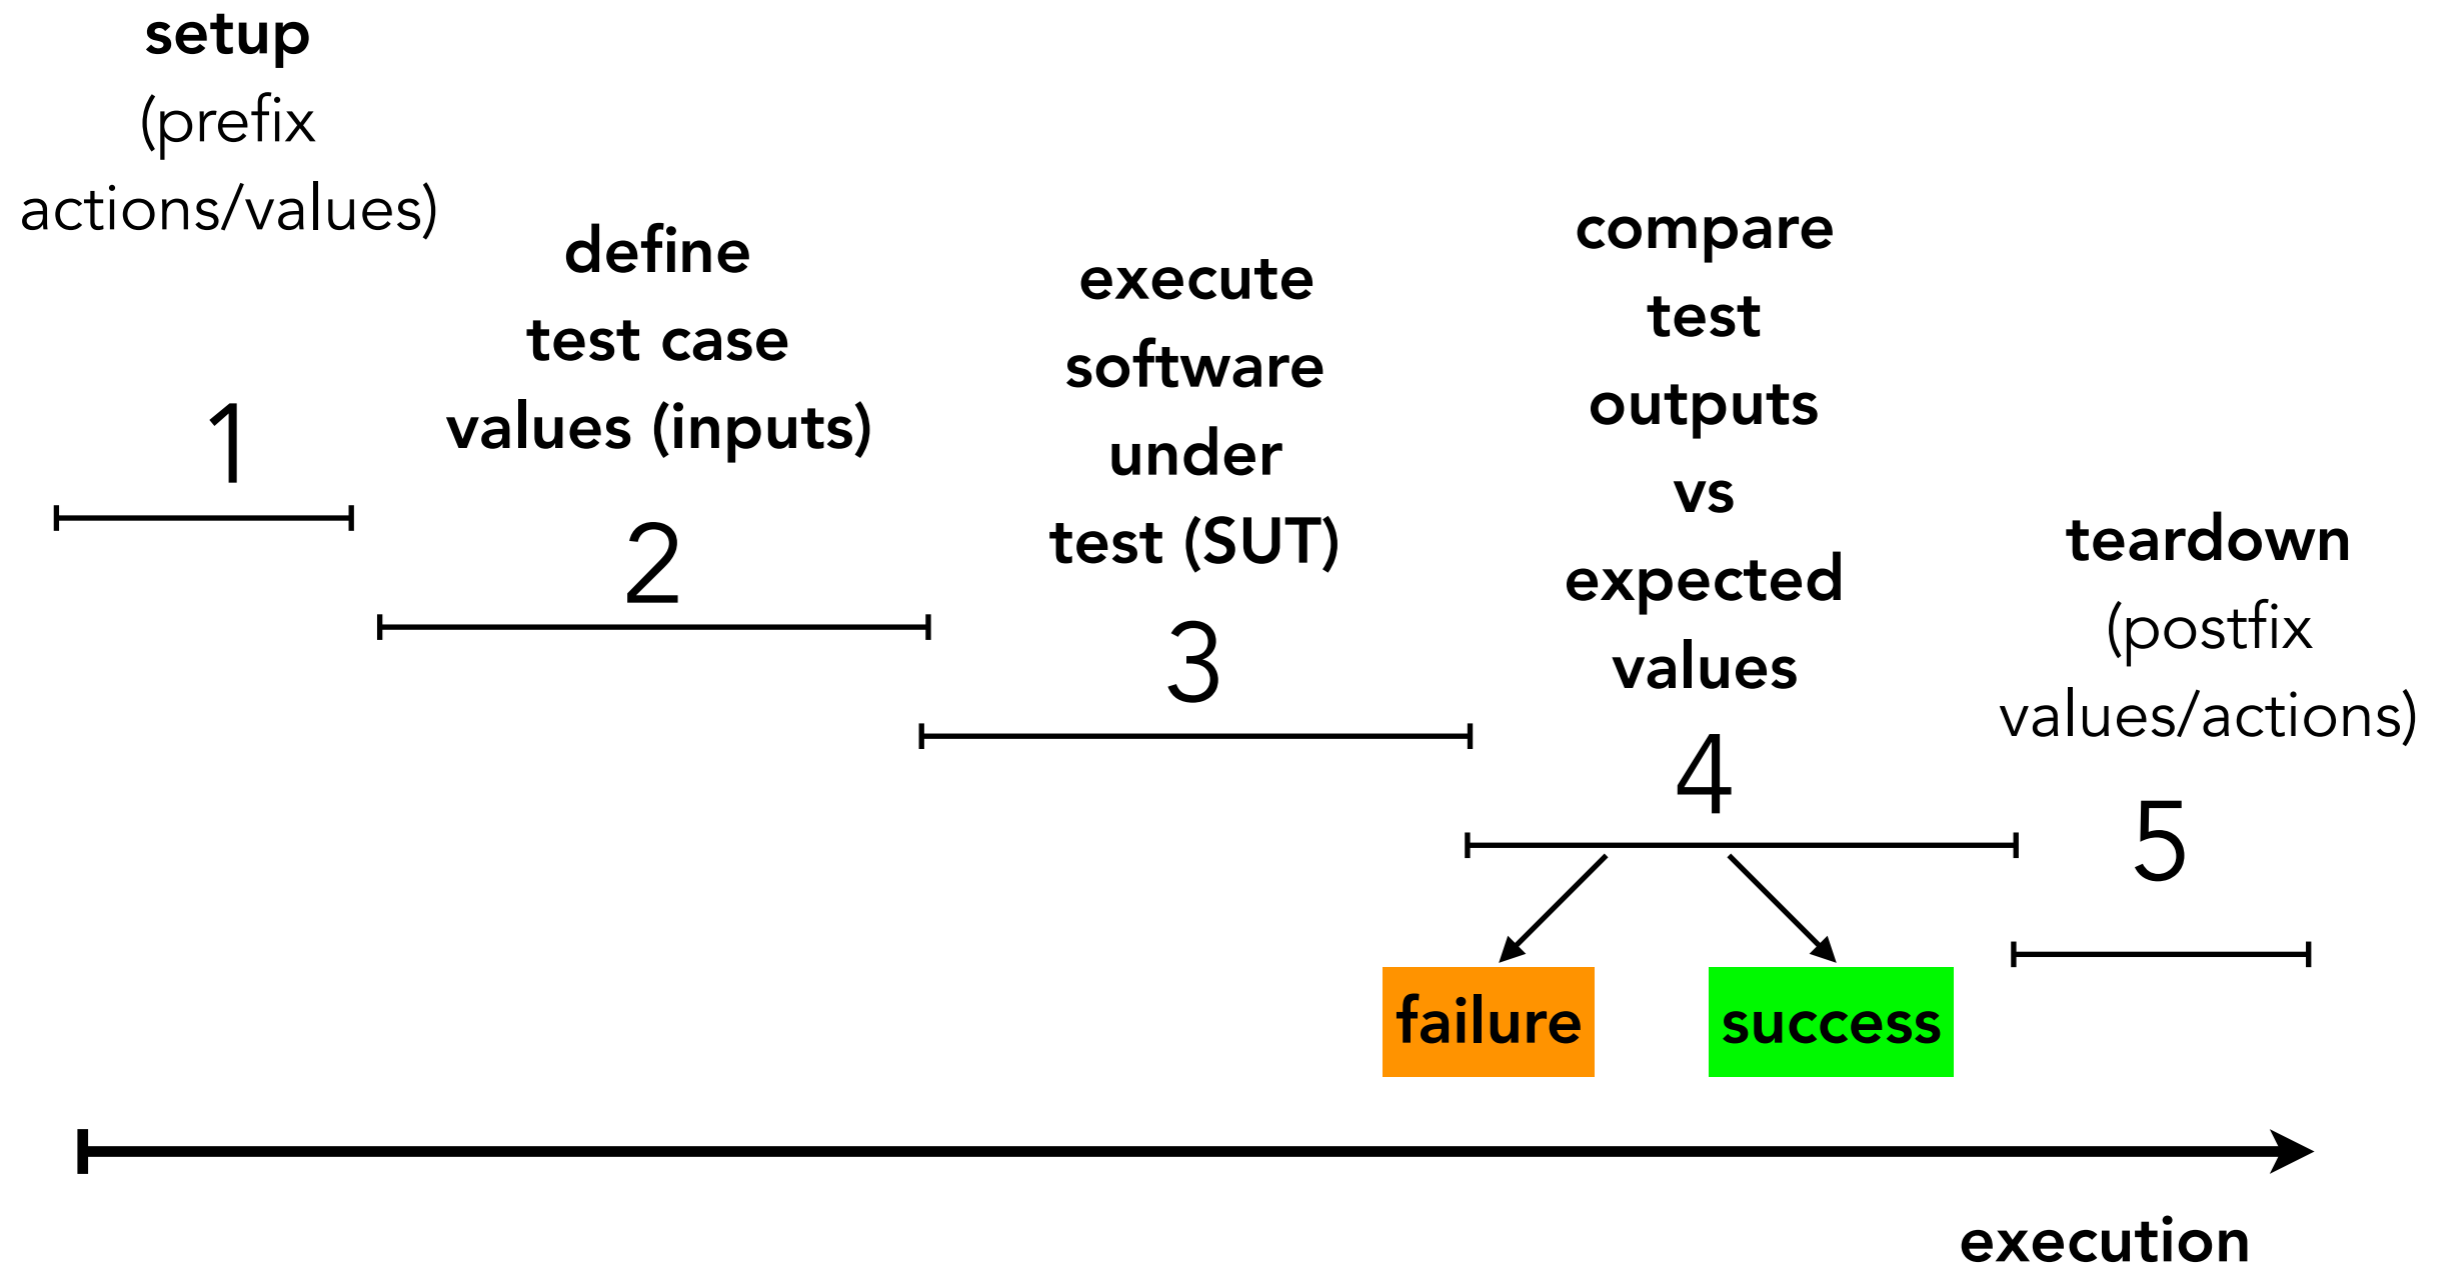 setup
(prefix
actions/values)
1
define
test case
values (inputs)
2
execute
software
under
test (SUT)
3
compare
test
outputs
vs
expected
values
4
failure
success
teardown
(postfix
values/actions)
5
execution